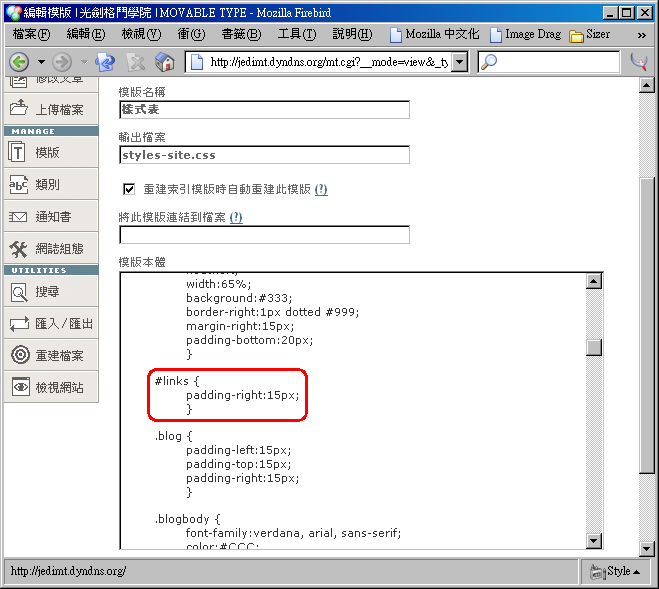 編輯模版 | 光劍格鬥學院 | MOVABLE TYPE - Mozilla Firebird
檔案(F) 編輯(E) 檢視(V) 衝(G) 書籤(B) 工具(T) 說明(H) Mozilla 中文化 Image Drag Sizer »
http://jedimt.dyndns.org/mt.cgi?__mode=view&_ty
修改文章
上傳檔案
MANAGE
模版
類別
通知書
網誌組態
UTILITIES
搜尋
匯入/匯出
重建檔案
檢視網站
模版名稱
樣式表
輸出檔案
styles-site.css
重建索引模版時自動重建此模版 (?)
將此模版連結到檔案 (?)
模版本體
width:65%;
background:#333;
border-right:1px dotted #999;
margin-right:15px;
padding-bottom:20px;
}
#links {
padding-right:15px;
}
.blog {
padding-left:15px;
padding-top:15px;
padding-right:15px;
}
.blogbody {
font-family:verdana, arial, sans-serif;
color:#CCC;
http://jedimt.dyndns.org/
Style